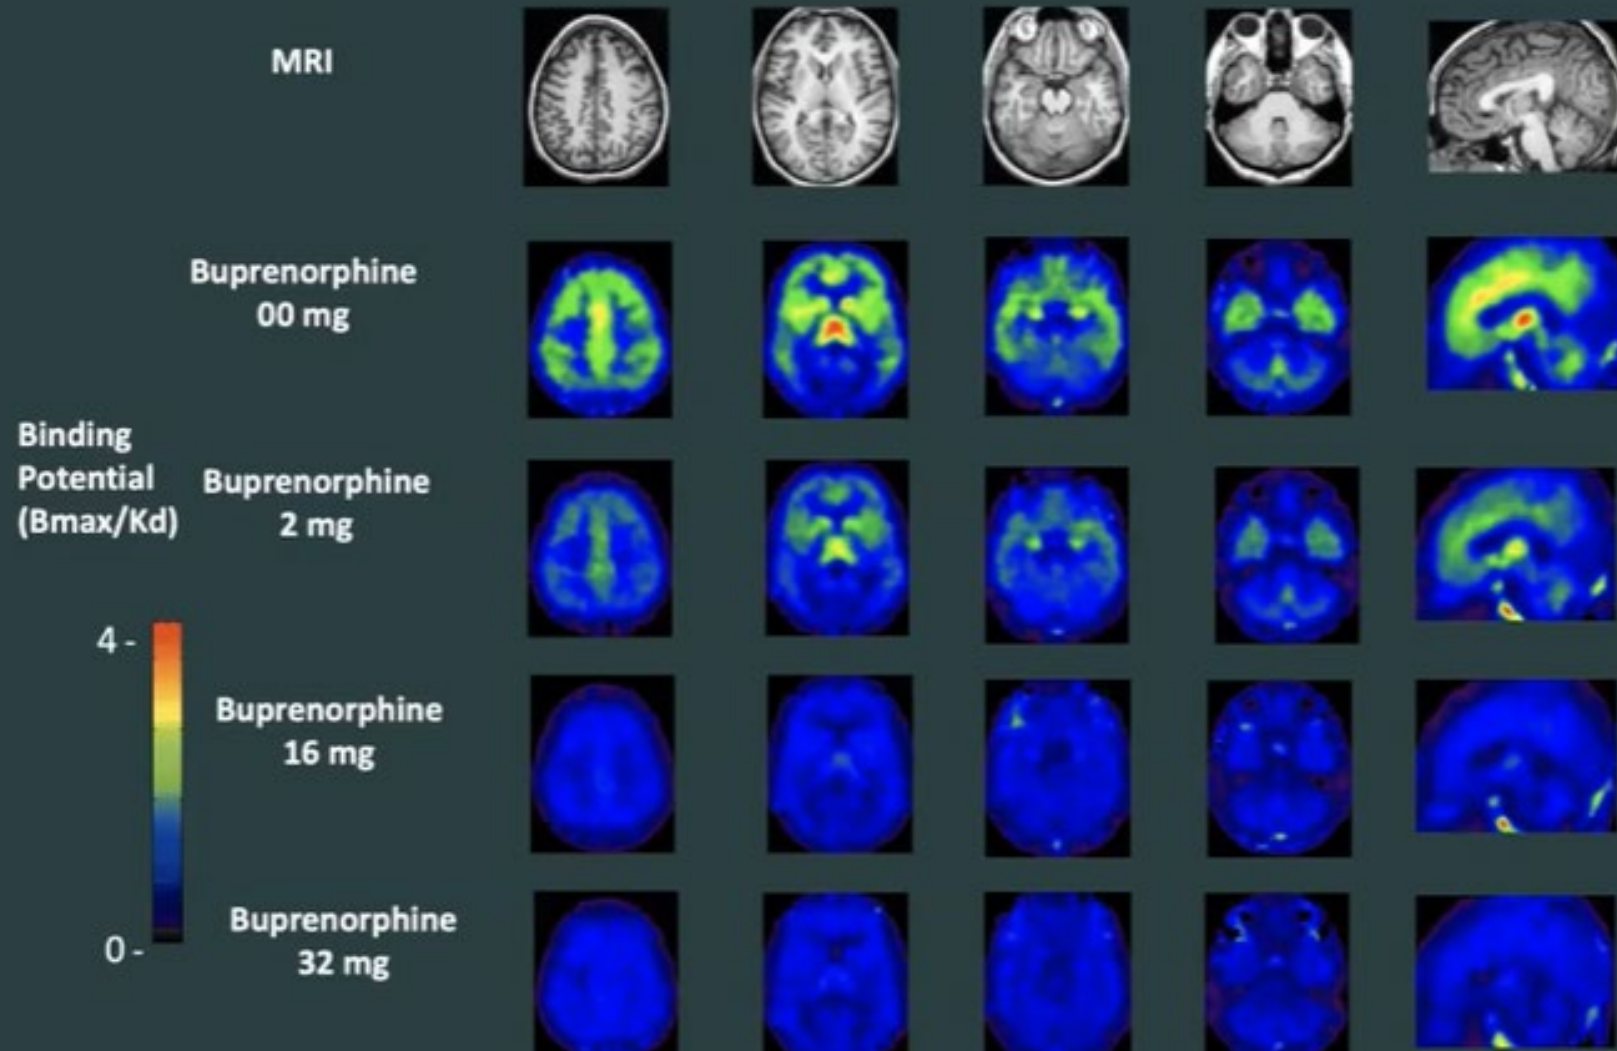 MRI
Buprenorphine
00 mg
Binding
Potential
(Bmax/Kd)
Buprenorphine
2 mg
4 -
Buprenorphine
16 mg
Buprenorphine
32 mg
0 -